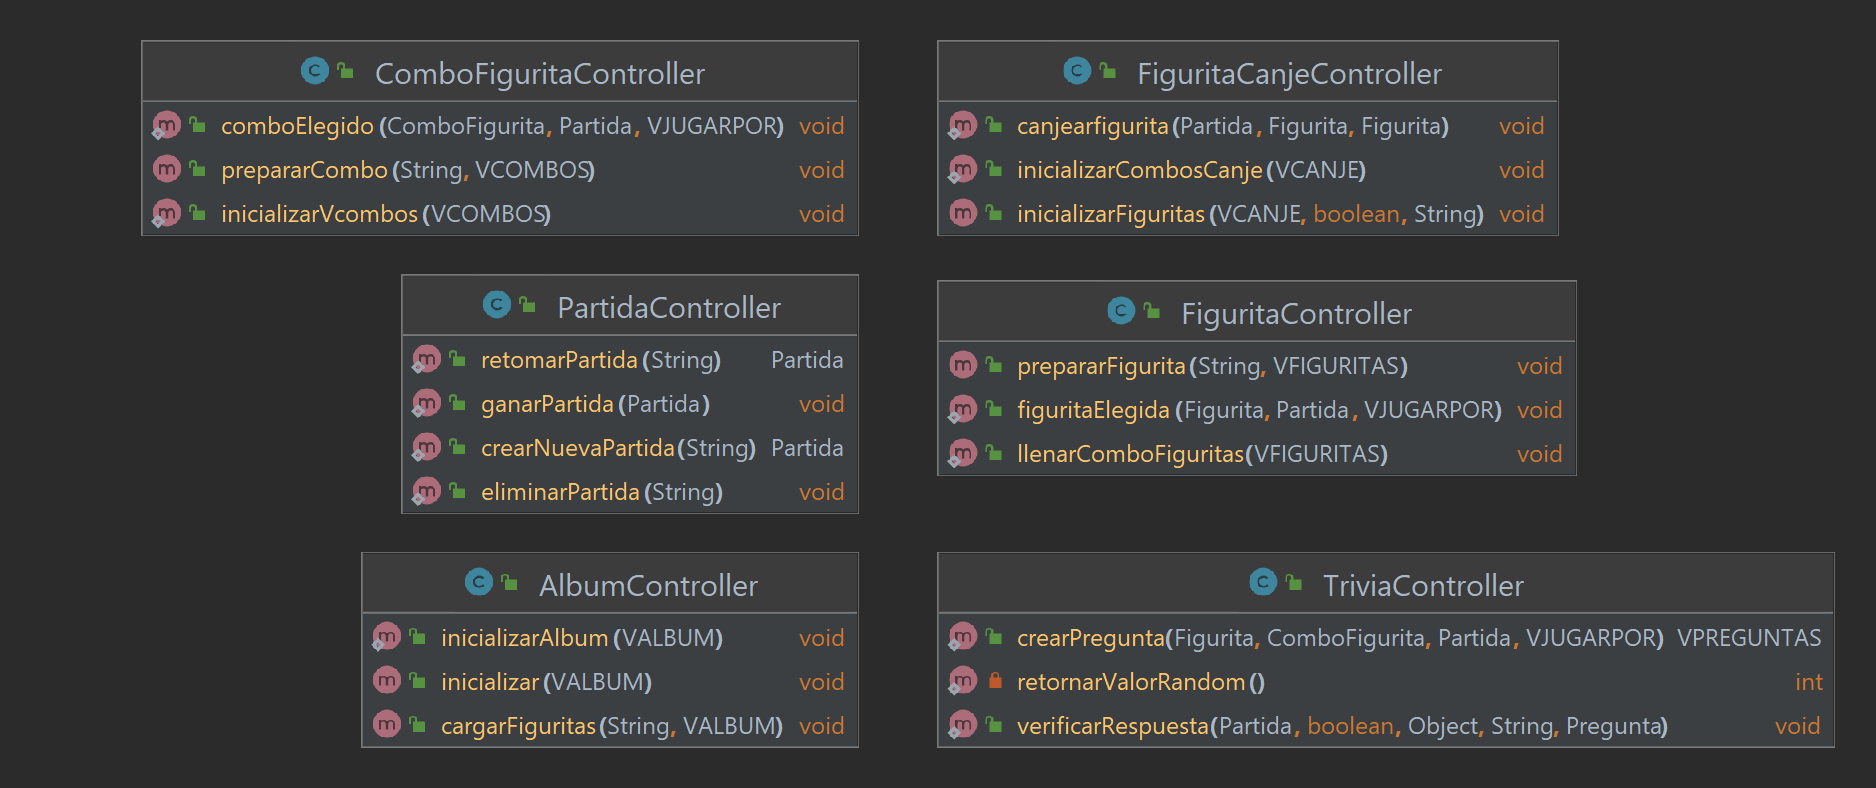 ComboFiguritaController
comboElegido(ComboFigurita, Partida, VJUGARPOR) void
prepararCombo(String, VCOMBOS) void
inicializarVcombos(VCOMBOS) void
FiguritaCanjeController
canjearfigurita(Partida, Figurita, Figurita) void
inicializarCombosCanje(VCANJE) void
inicializarFiguritas(VCANJE, boolean, String) void
PartidaController
retomarPartida(String) Partida
ganarPartida(Partida) void
crearNuevaPartida(String) Partida
eliminarPartida(String) void
FiguritaController
prepararFigurita(String, VFIGURITAS) void
figuritaElegida(Figurita, Partida, VJUGARPOR) void
llenarComboFiguritas(VFIGURITAS) void
AlbumController
inicializarAlbum(VALBUM) void
inicializar(VALBUM) void
cargarFiguritas(String, VALBUM) void
TriviaController
crearPregunta(Figurita, ComboFigurita, Partida, VJUGARPOR) VPREGUNTAS
retornarValorRandom() int
verificarRespuesta(Partida, boolean, Object, String, Pregunta) void